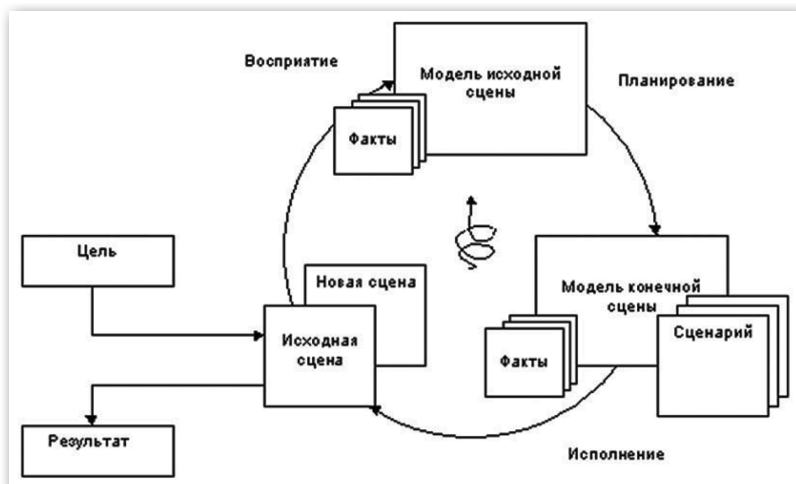 Восприятие
Модель исходной
сцены
Планирование
Факты
Цель
Новая сцена
Исходная
сцена
Модель конечной
сцены
Сценарий
Факты
Результат
Исполнение